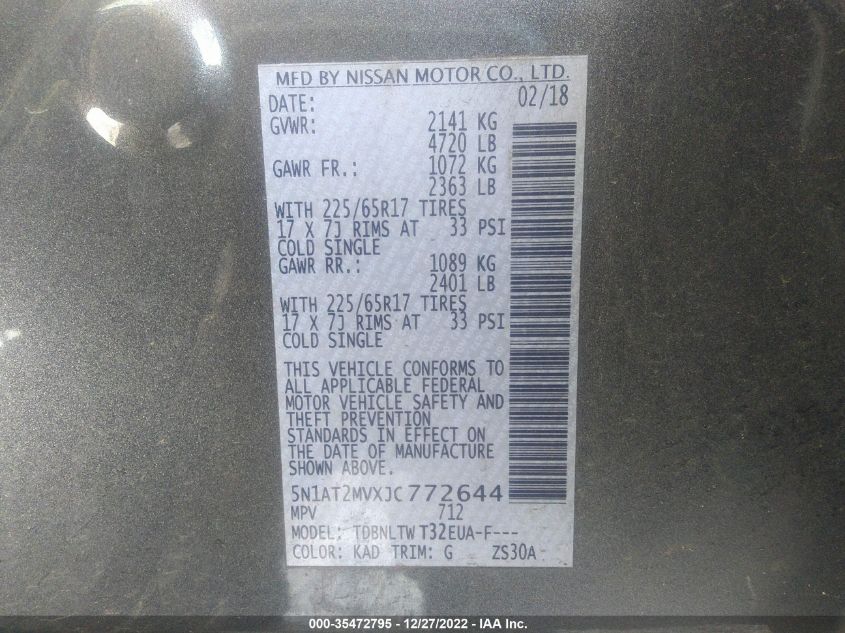 MFD BY NISSAN MOTOR CO., LTD.
DATE: 02/18
GVWR: 2141 KG
4720 LB
GAWR FR.: 1072 KG
2363 LB
WITH 225/65R17 TIRES
17 X 7J RIMS AT 33 PSI
COLD SINGLE
GAWR RR.: 1089 KG
2401 LB
WITH 225/65R17 TIRES
17 X 7J RIMS AT 33 PSI
COLD SINGLE
THIS VEHICLE CONFORMS TO
ALL APPLICABLE FEDERAL
MOTOR VEHICLE SAFETY AND
THEFT PREVENTION
STANDARDS IN EFFECT ON
THE DATE OF MANUFACTURE
SHOWN ABOVE.
5N1AT2MVXJC772644
MPV 712
MODEL: TDBNLTW T32EUA-F---
COLOR: KAD TRIM: G ZS30A
000-35472795 - 12/27/2022 - IAA Inc.